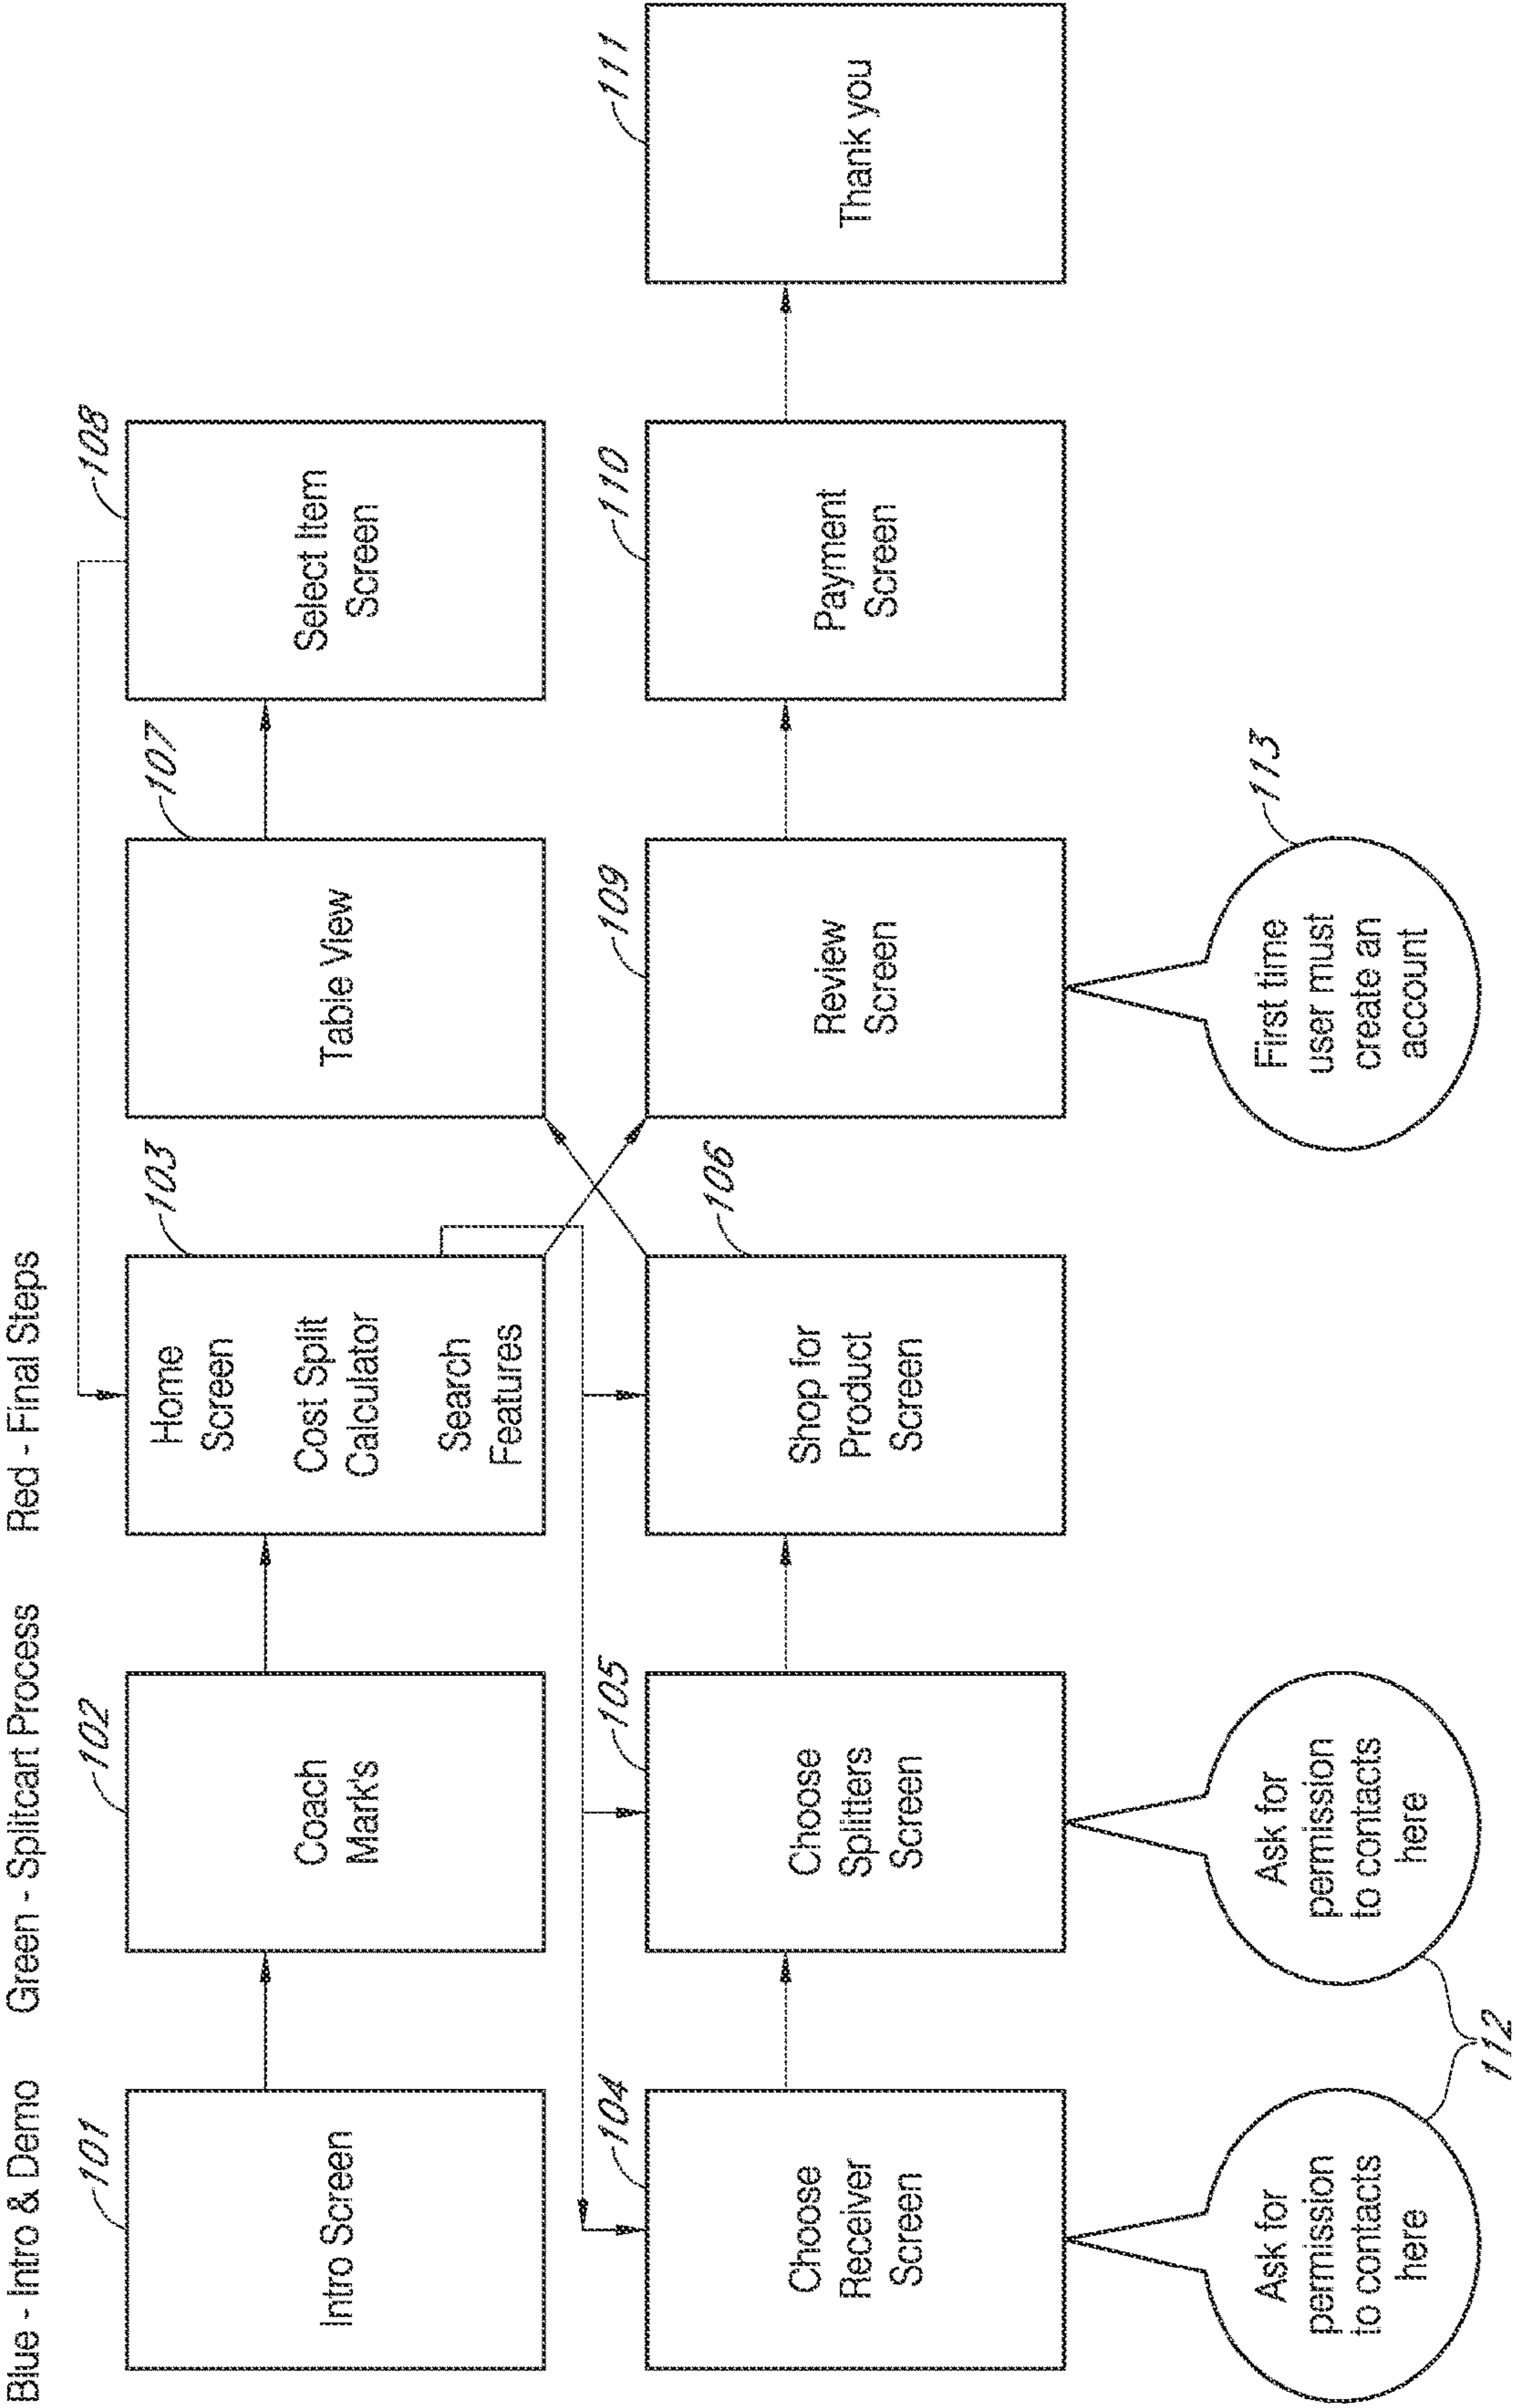 Blue - Intro & Demo Green - Splitcart Process Red - Final Steps
101
Intro Screen
102
Coach
Mark's
103
Home
Screen
Cost Split
Calculator
Search
Features
107
Table View
108
Select Item
Screen
104
Choose
Receiver
Screen
105
Choose
Splitters
Screen
106
Shop for
Product
Screen
109
Review
Screen
110
Payment
Screen
111
Thank you
Ask for
permission
to contacts
here
112
Ask for
permission
to contacts
here
113
First time
user must
create an
account